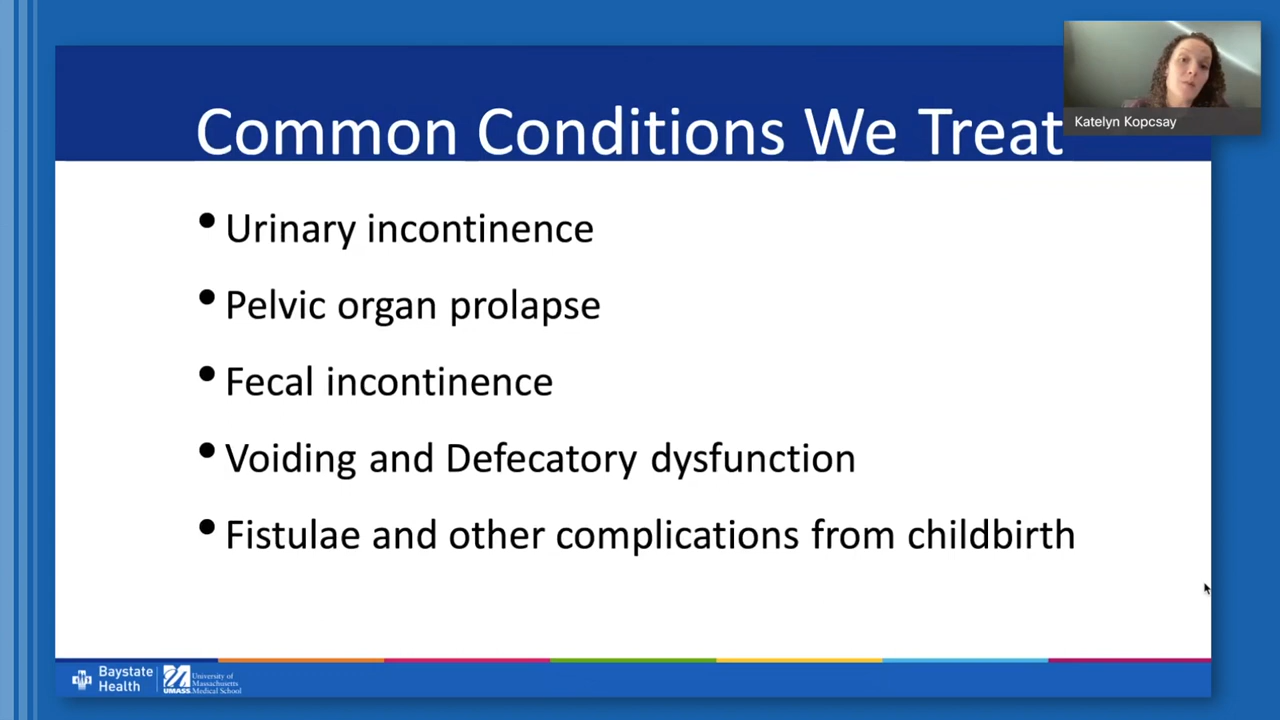 Common Conditions We Treat
Katelyn Kopcsay
• Urinary incontinence
• Pelvic organ prolapse
• Fecal incontinence
• Voiding and Defecatory dysfunction
• Fistulae and other complications from childbirth
Baystate
Health
UMASS
University of
Massachusetts
Medical School